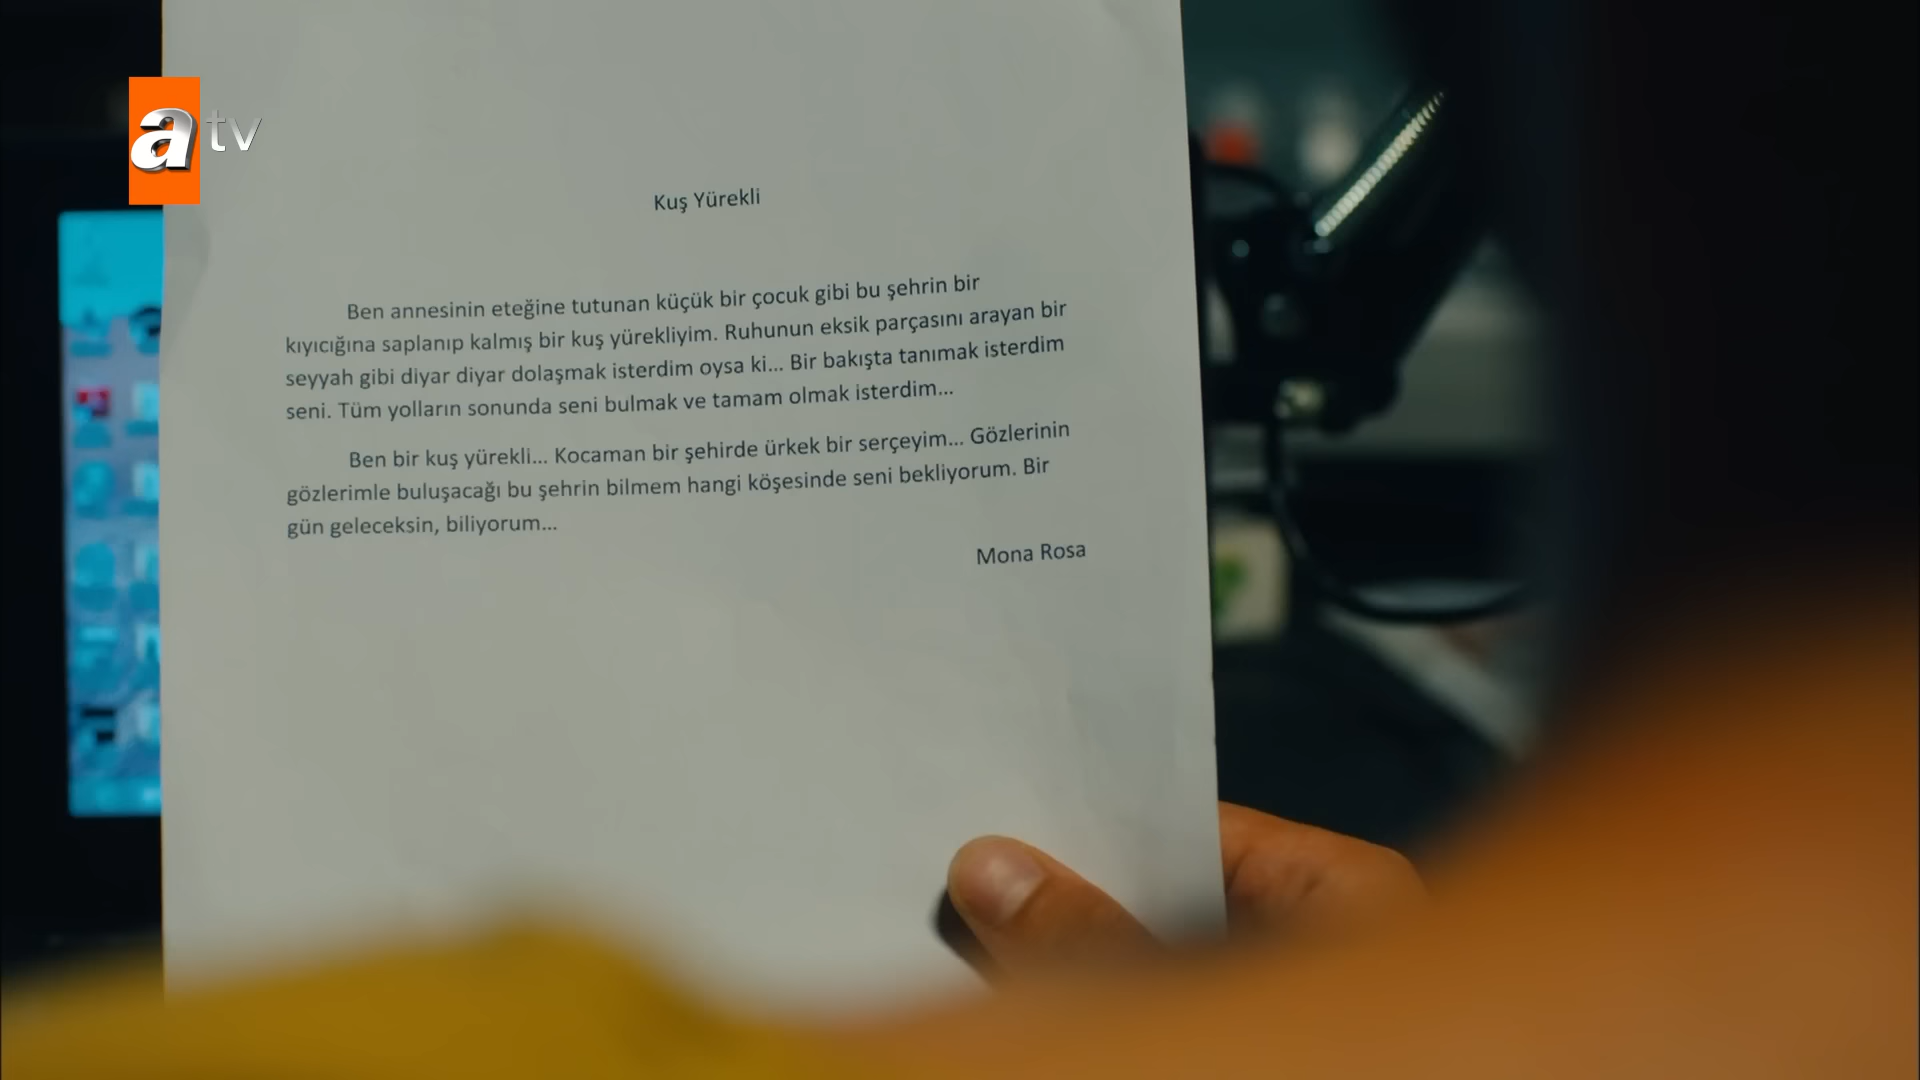 atv
Kuş Yürekli
Ben annesinin eteğine tutunan küçük bir çocuk gibi bu şehrin bir
kıyıcığına saplanıp kalmış bir kuş yürekliyim. Ruhunun eksik parçasını arayan bir
seyyah gibi diyar diyar dolaşmak isterdim oysa ki... Bir bakışta tanımak isterdim
seni. Tüm yolların sonunda seni bulmak ve tamam olmak isterdim...
Ben bir kuş yürekli... Kocaman bir şehirde ürkek bir serçeyim... Gözlerinin
gözlerimle buluşacağı bu şehrin bilmem hangi köşesinde seni bekliyorum. Bir
gün geleceksin, biliyorum...
Mona Rosa